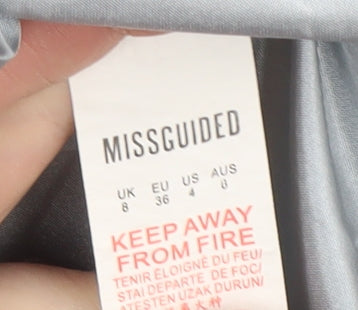 MISSGUIDED
UK EU US AUS
8 36 4 8
KEEP AWAY
FROM FIRE
TENIR ÉLOIGNÉ DU FEU/
STAI DEPARTE DE FOC/
ATESTEN UZAK DURUN/